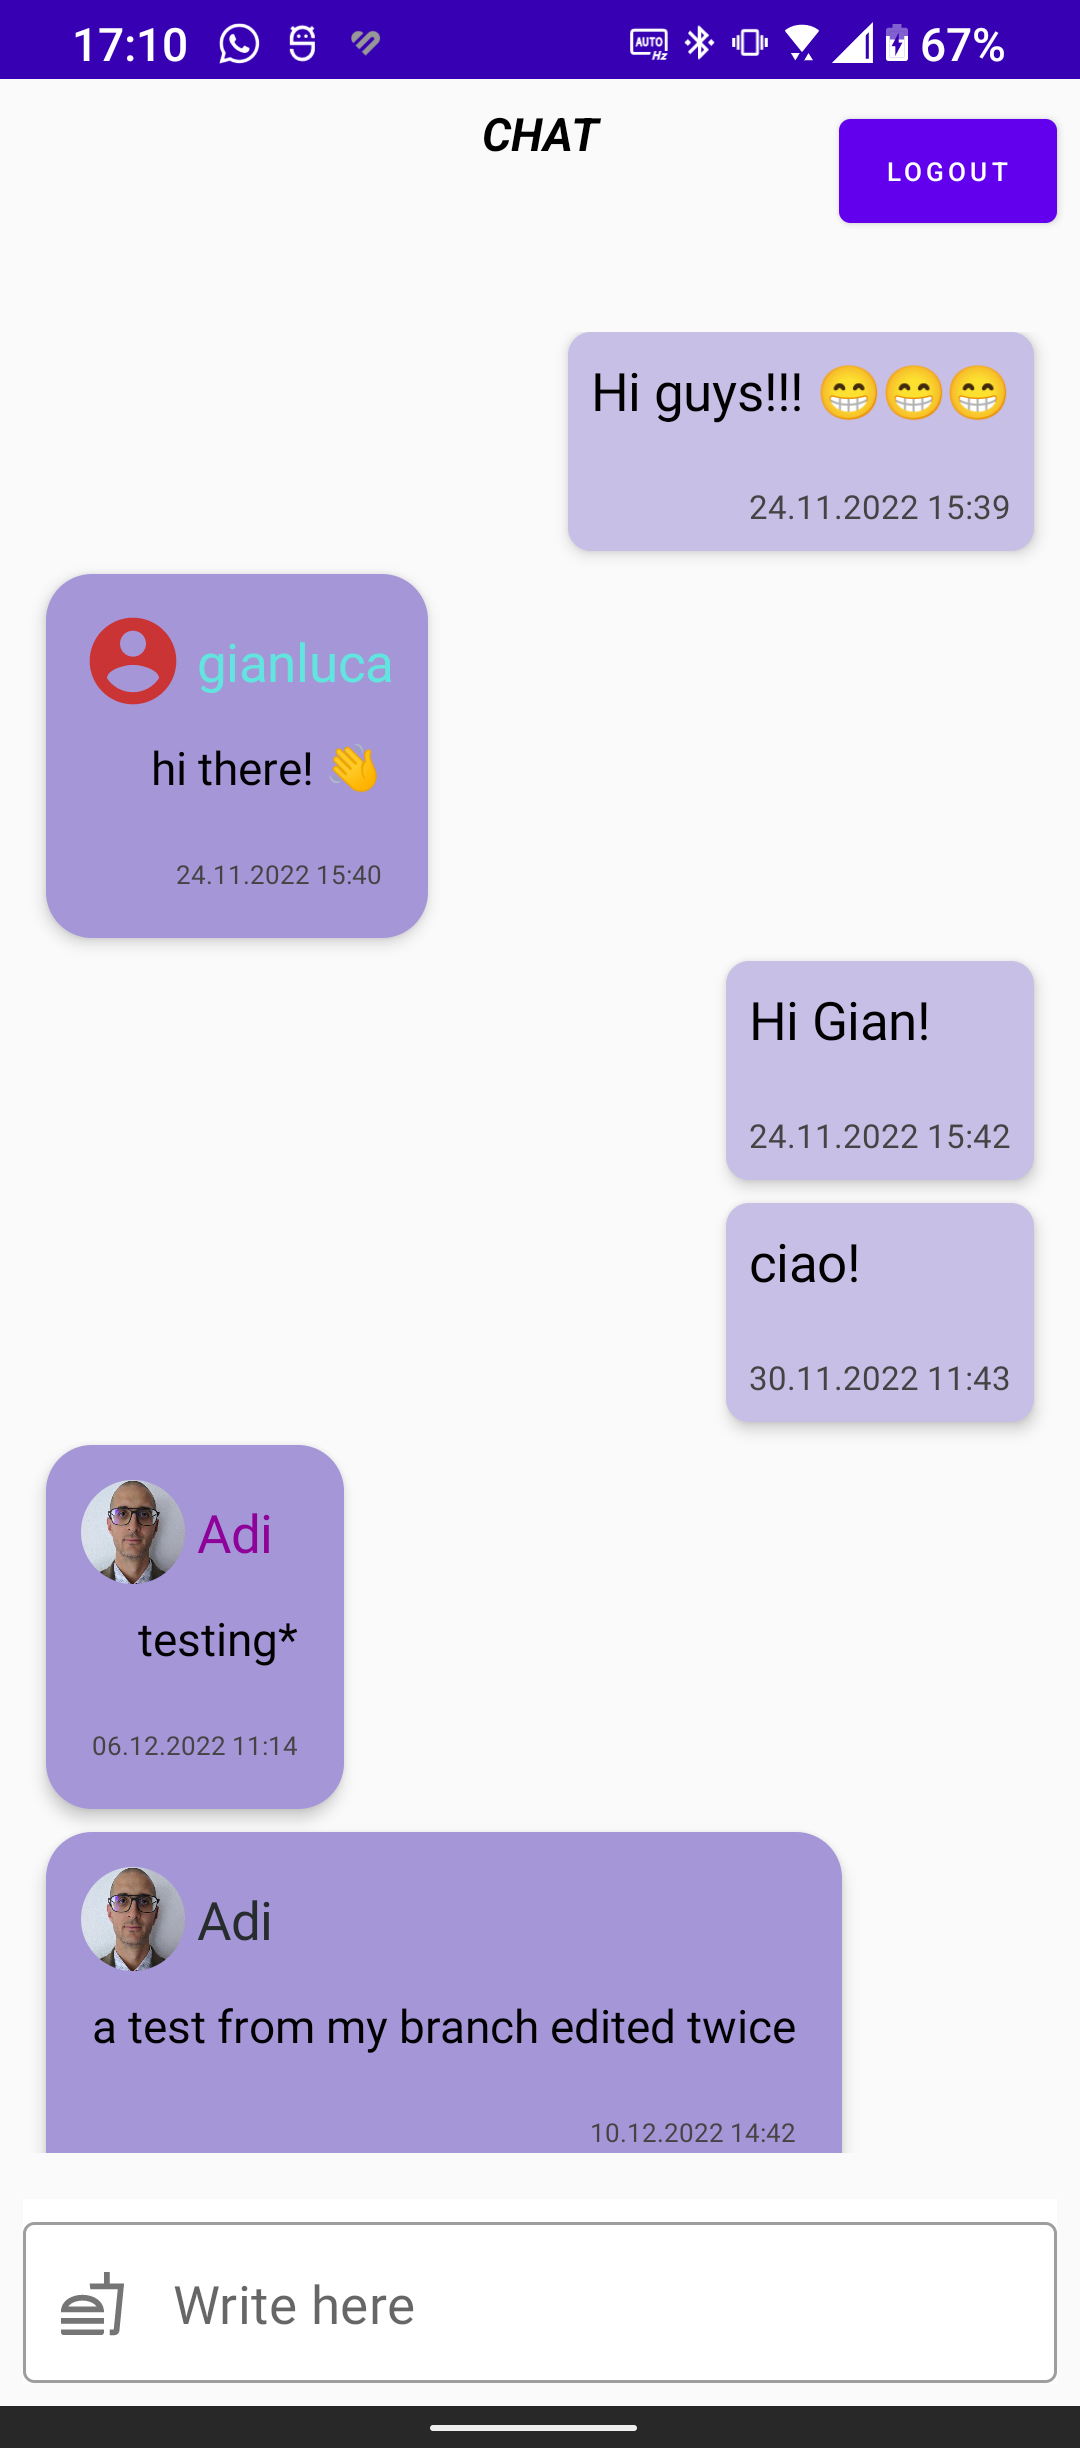 17:10 AUTO Hz 67%
CHAT
LOGOUT
Hi guys!!! 😁😁😁
24.11.2022 15:39
gianluca
hi there! 👋
24.11.2022 15:40
Hi Gian!
24.11.2022 15:42
ciao!
30.11.2022 11:43
Adi
testing*
06.12.2022 11:14
Adi
a test from my branch edited twice
10.12.2022 14:42
Write here